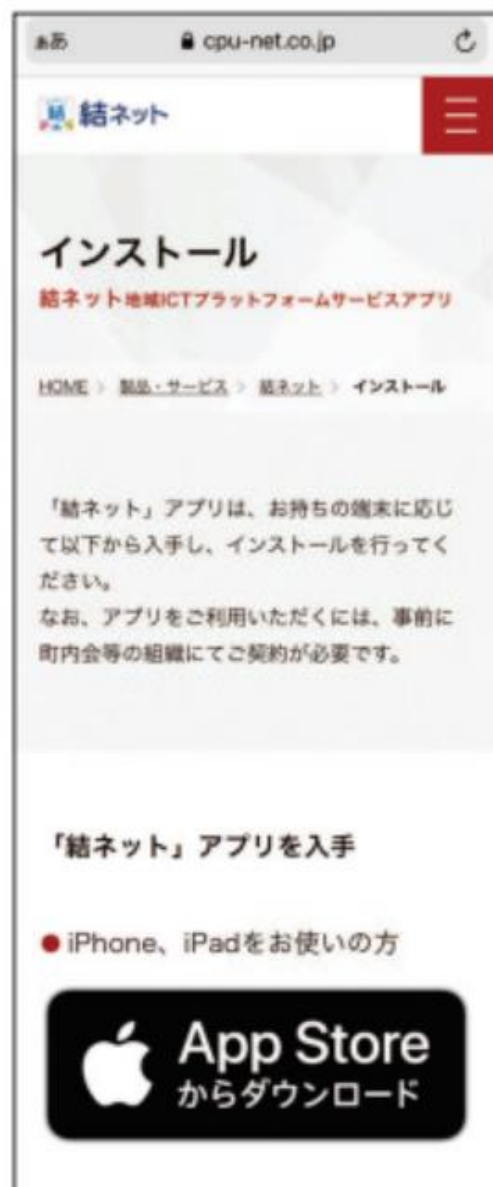 ぁあ cpu-net.co.jp
結 結ネット
インストール
結ネット地域ICTプラットフォームサービスアプリ
HOME > 製品・サービス > 結ネット > インストール
「結ネット」アプリは、お持ちの端末に応じ
て以下から入手し、インストールを行ってく
ださい。
なお、アプリをご利用いただくには、事前に
町内会等の組織にてご契約が必要です。
「結ネット」アプリを入手
● iPhone、iPadをお使いの方
App Store
からダウンロード